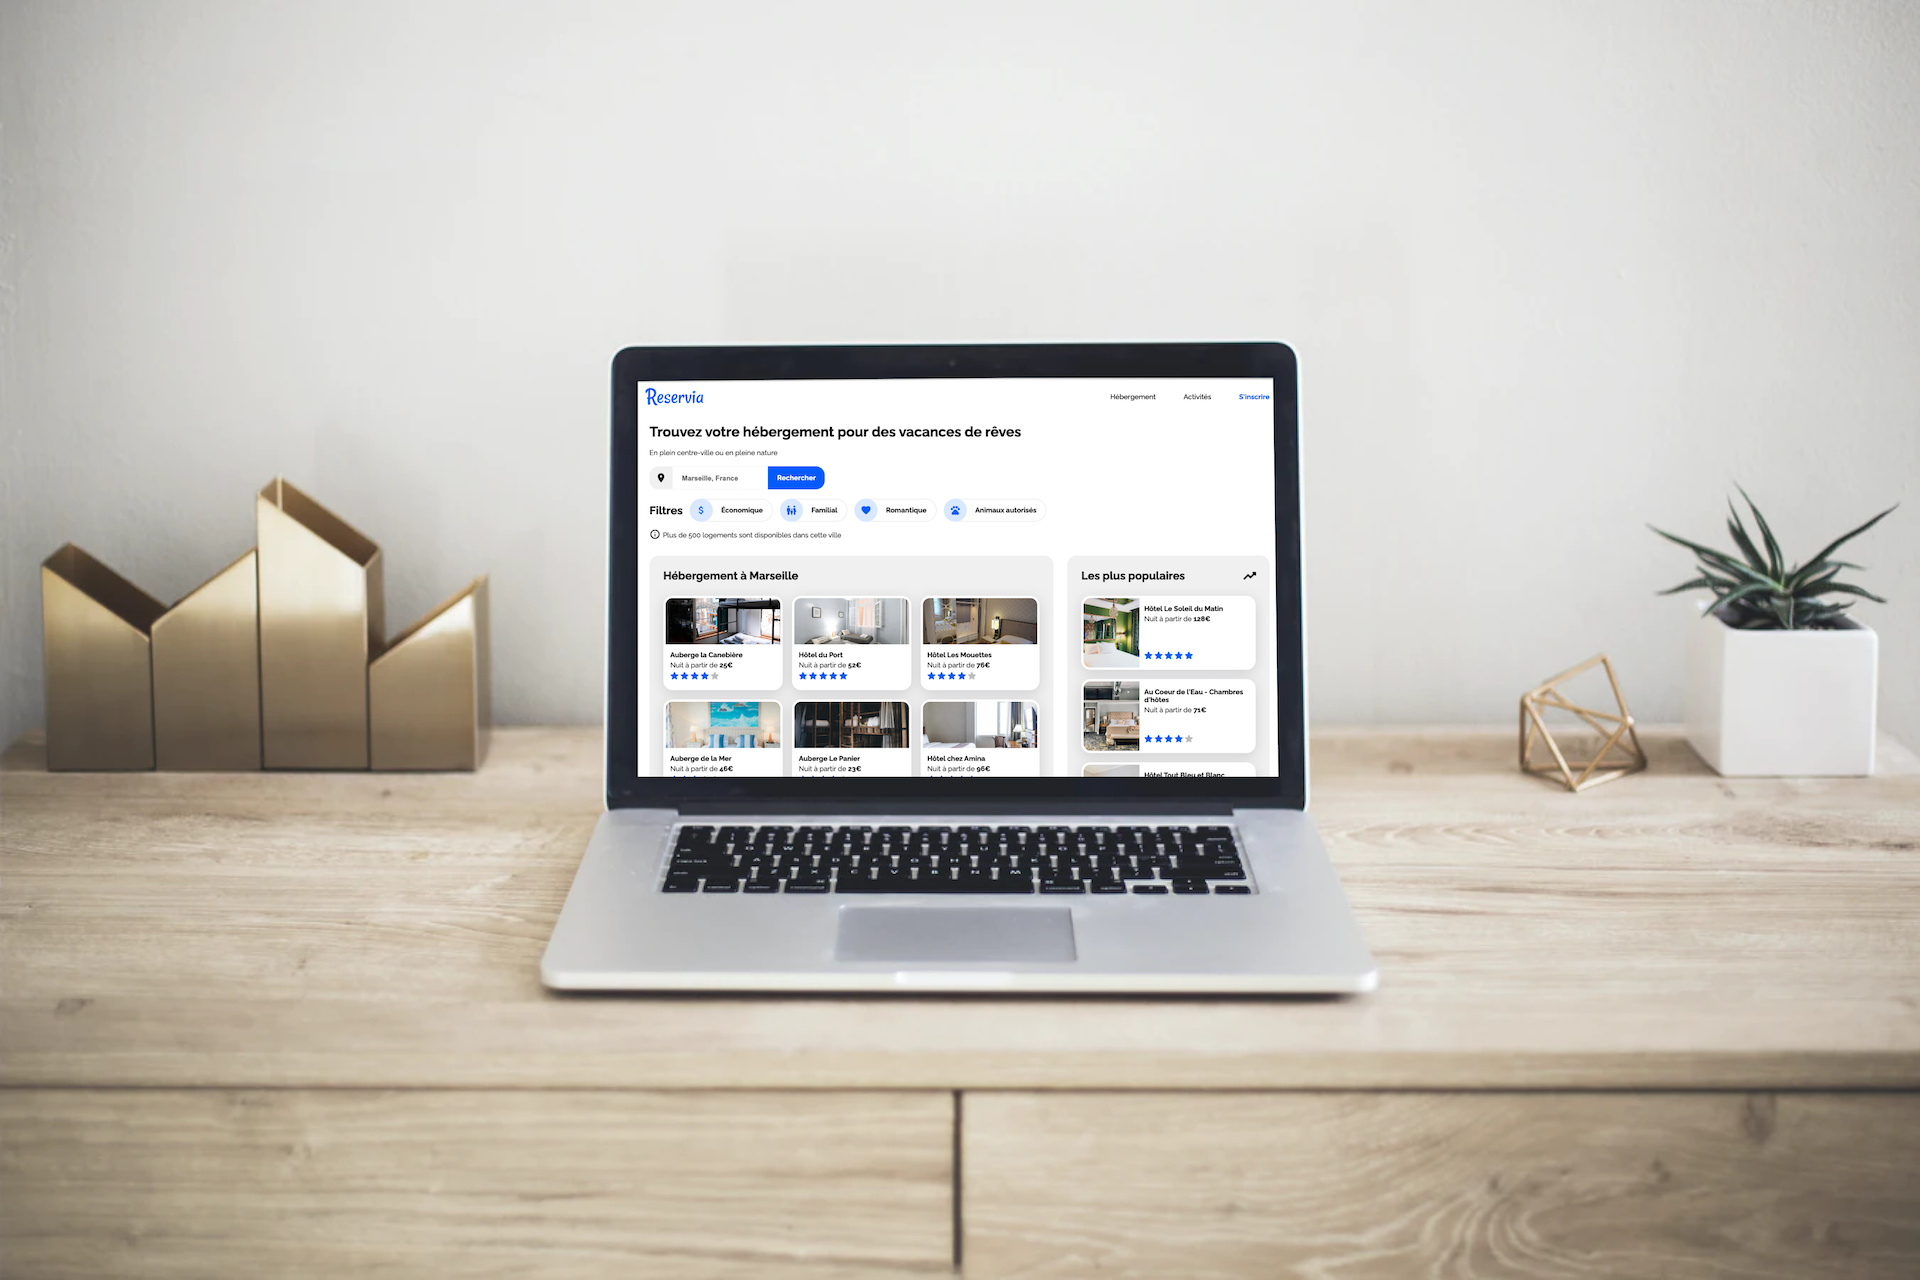 Reservia
Hébergement
Activités
S'inscrire
Trouvez votre hébergement pour des vacances de rêves
En plein centre-ville ou en pleine nature
Marseille, France
Rechercher
Filtres
$
Économique
Familial
Romantique
Animaux autorisés
Plus de 500 logements sont disponibles dans cette ville
Hébergement à Marseille
Auberge la Canebière
Nuit à partir de 25€
Hôtel du Port
Nuit à partir de 52€
Hôtel Les Mouettes
Nuit à partir de 76€
Auberge de la Mer
Nuit à partir de 46€
Auberge Le Panier
Nuit à partir de 23€
Hôtel chez Amina
Nuit à partir de 96€
Les plus populaires
Hôtel Le Soleil du Matin
Nuit à partir de 128€
Au Coeur de l'Eau - Chambres
d'hôtes
Nuit à partir de 71€
Hôtel Tout Bleu et Blanc